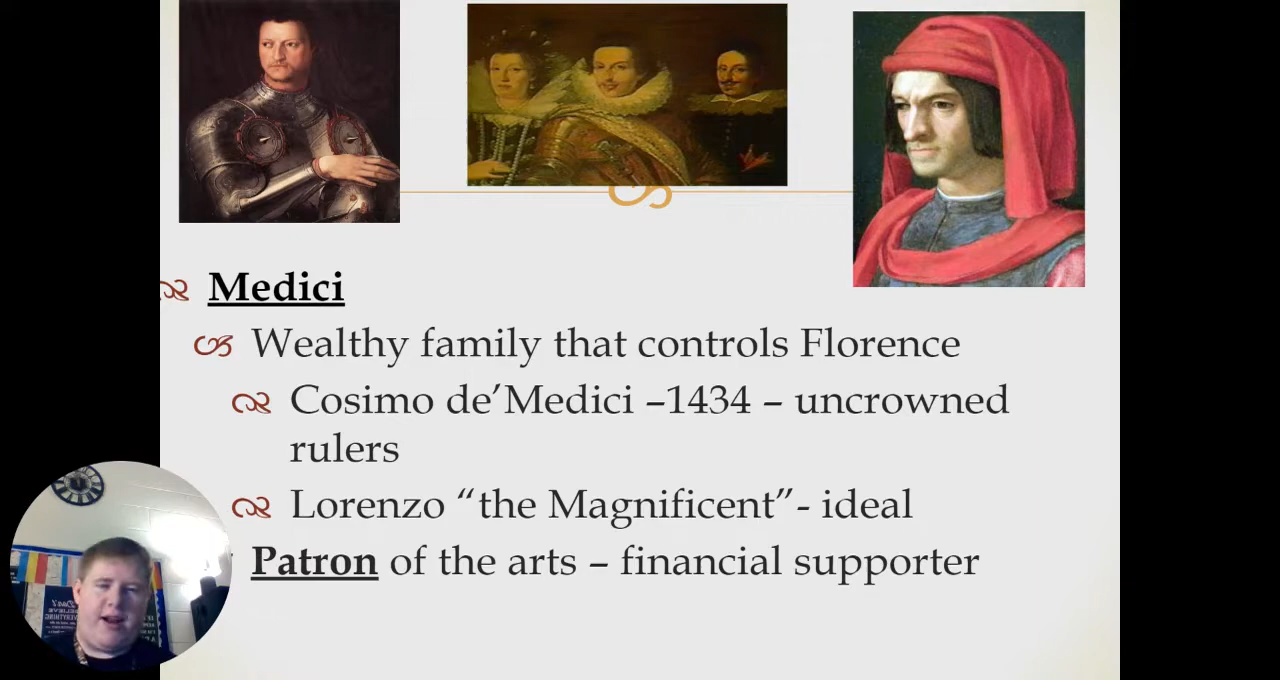 Medici
Wealthy family that controls Florence
Cosimo de’Medici –1434 – uncrowned
rulers
Lorenzo “the Magnificent”- ideal
Patron of the arts – financial supporter